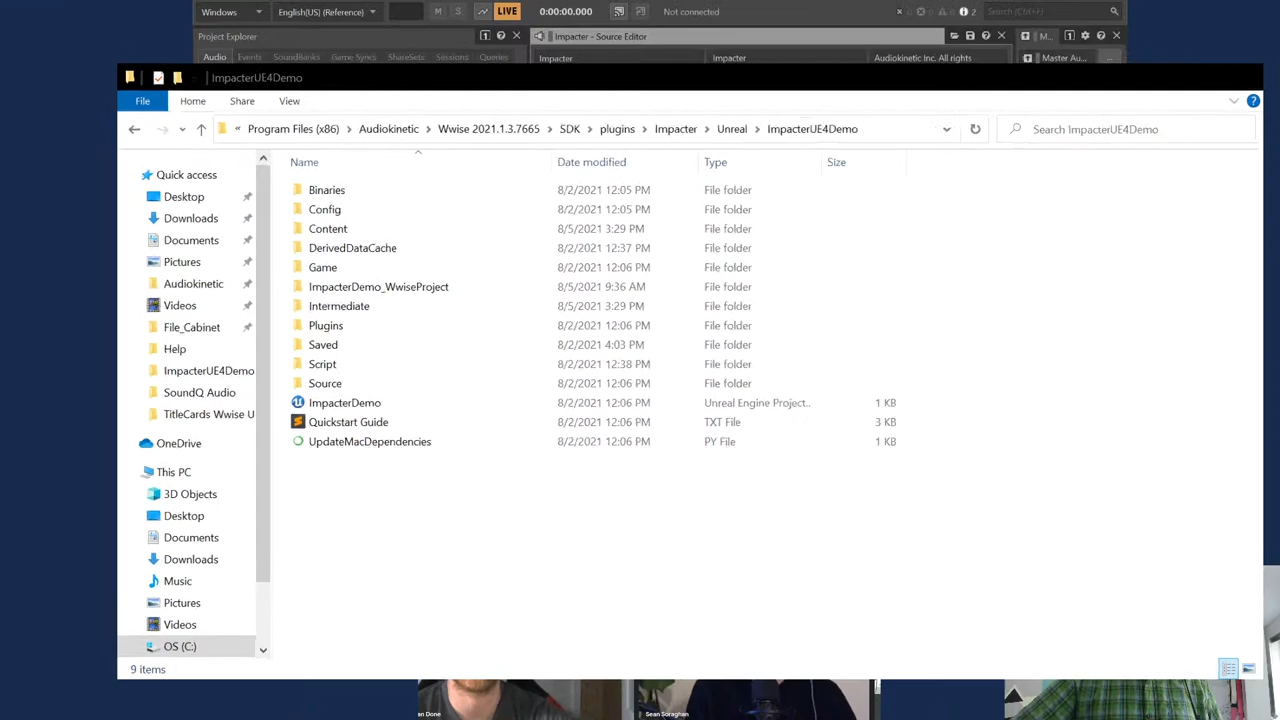 Windows English(US) (Reference) M S LIVE 0:00:00.000 Not connected 2 Search (Ctrl+F)
Project Explorer 1 ? Impacter - Source Editor M...
Audio Events SoundBanks Game Syncs ShareSets Sessions Queries Impacter Impacter Audiokinetic Inc. All rights Master Au... ...
ImpacterUE4Demo
File Home Share View
« Program Files (x86) > Audiokinetic > Wwise 2021.1.3.7665 > SDK > plugins > Impacter > Unreal > ImpacterUE4Demo Search ImpacterUE4Demo
Name Date modified Type Size
Quick access
Desktop
Downloads
Documents
Pictures
Audiokinetic
Videos
File_Cabinet
Help
ImpacterUE4Demo
SoundQ Audio
TitleCards Wwise U
OneDrive
This PC
3D Objects
Desktop
Documents
Downloads
Music
Pictures
Videos
OS (C:)
Binaries 8/2/2021 12:05 PM File folder
Config 8/2/2021 12:05 PM File folder
Content 8/5/2021 3:29 PM File folder
DerivedDataCache 8/2/2021 12:37 PM File folder
Game 8/2/2021 12:06 PM File folder
ImpacterDemo_WwiseProject 8/5/2021 9:36 AM File folder
Intermediate 8/5/2021 3:29 PM File folder
Plugins 8/2/2021 12:06 PM File folder
Saved 8/2/2021 4:03 PM File folder
Script 8/2/2021 12:38 PM File folder
Source 8/2/2021 12:06 PM File folder
ImpacterDemo 8/2/2021 12:06 PM Unreal Engine Project.. 1 KB
Quickstart Guide 8/2/2021 12:06 PM TXT File 3 KB
UpdateMacDependencies 8/2/2021 12:06 PM PY File 1 KB
9 items
an Done Sean Soraghan